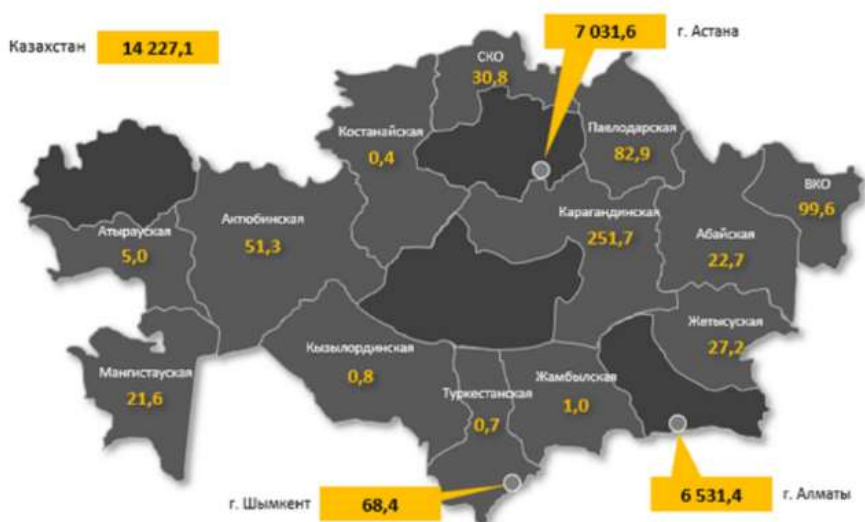 Казахстан 14 227,1
7 031,6 г. Астана
СКО
30,8
Костанайская
0,4
Павлодарская
82,9
ВКО
99,6
Атырауская
5,0
Актюбинская
51,3
Карагандинская
251,7
Абайская
22,7
Жетысуская
27,2
Мангистауская
21,6
Кызылординская
0,8
Туркестанская
0,7
Жамбылская
1,0
г. Шымкент 68,4
6 531,4 г. Алматы